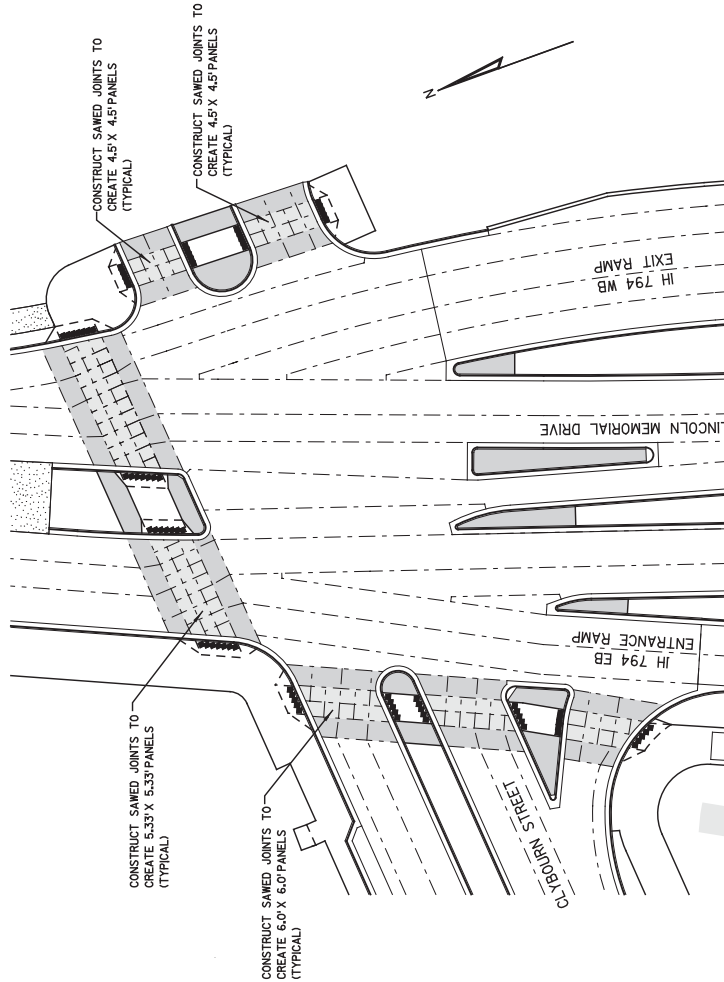 CONSTRUCT SAWED JOINTS TO
CREATE 4.5' X 4.5' PANELS
(TYPICAL)
CONSTRUCT SAWED JOINTS TO
CREATE 4.5' X 4.5' PANELS
(TYPICAL)
N
IH 794 WB
EXIT RAMP
LINCOLN MEMORIAL DRIVE
IH 794 EB
ENTRANCE RAMP
CONSTRUCT SAWED JOINTS TO
CREATE 5.33' X 5.33' PANELS
(TYPICAL)
CONSTRUCT SAWED JOINTS TO
CREATE 6.0' X 6.0' PANELS
(TYPICAL)
CLYBOURN STREET